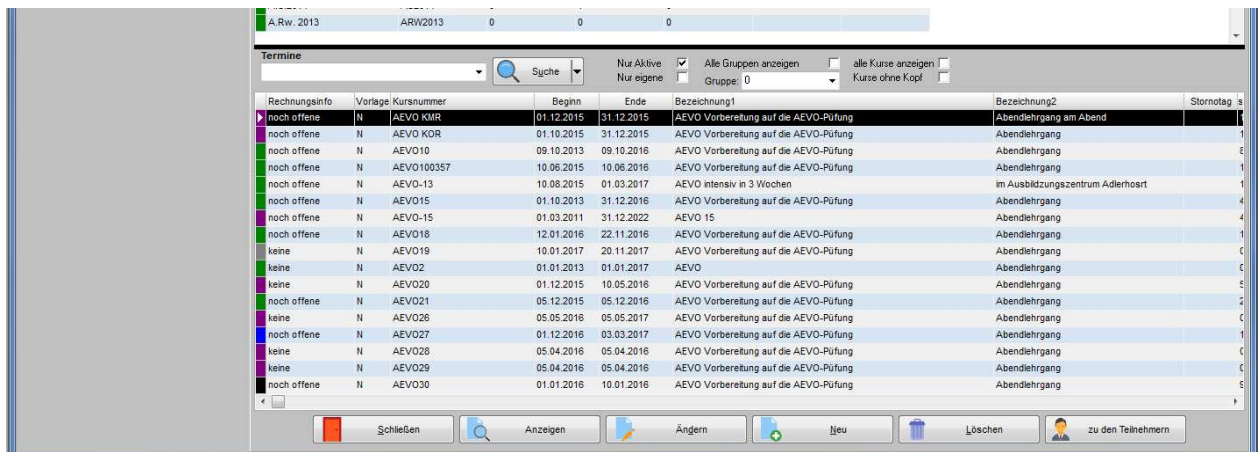 A.Rw. 2013 ARW2013 0 0 0
Termine
Suche
Nur Aktive Alle Gruppen anzeigen alle Kurse anzeigen
Nur eigene Gruppe: 0 Kurse ohne Kopf
Rechnungsinfo Vorlage Kursnummer Beginn Ende Bezeichnung1 Bezeichnung2 Stornotag s
noch offene N AEVO KMR 01.12.2015 31.12.2015 AEVO Vorbereitung auf die AEVO-Püfung Abendlehrgang am Abend 1
noch offene N AEVO KOR 01.10.2015 31.12.2015 AEVO Vorbereitung auf die AEVO-Püfung Abendlehrgang 1
noch offene N AEVO10 09.10.2013 09.10.2016 AEVO Vorbereitung auf die AEVO-Püfung Abendlehrgang
noch offene N AEVO100357 10.06.2015 10.06.2016 AEVO Vorbereitung auf die AEVO-Püfung Abendlehrgang 1
noch offene N AEVO-13 10.08.2015 01.03.2017 AEVO intensiv in 3 Wochen im Ausbildzungszentrum Adlerhosrt 1
noch offene N AEVO15 01.10.2013 31.12.2016 AEVO Vorbereitung auf die AEVO-Püfung Abendlehrgang 4
noch offene N AEVO-15 01.03.2011 31.12.2022 AEVO 15 Abendlehrgang 4
noch offene N AEVO18 12.01.2016 22.11.2016 AEVO Vorbereitung auf die AEVO-Püfung Abendlehrgang 1
keine N AEVO19 10.01.2017 20.11.2017 AEVO Vorbereitung auf die AEVO-Püfung Abendlehrgang
keine N AEVO2 01.01.2013 01.01.2017 AEVO Abendlehrgang
keine N AEVO20 01.12.2015 10.05.2016 AEVO Vorbereitung auf die AEVO-Püfung Abendlehrgang
noch offene N AEVO21 05.12.2015 05.12.2016 AEVO Vorbereitung auf die AEVO-Püfung Abendlehrgang 2
keine N AEVO26 05.05.2016 05.05.2017 AEVO Vorbereitung auf die AEVO-Püfung Abendlehrgang
noch offene N AEVO27 01.12.2016 03.03.2017 AEVO Vorbereitung auf die AEVO-Püfung Abendlehrgang 1
keine N AEVO28 05.04.2016 05.04.2016 AEVO Vorbereitung auf die AEVO-Püfung Abendlehrgang
keine N AEVO29 05.04.2016 05.04.2016 AEVO Vorbereitung auf die AEVO-Püfung Abendlehrgang
noch offene N AEVO30 01.01.2016 10.01.2016 AEVO Vorbereitung auf die AEVO-Püfung Abendlehrgang
Schließen Anzeigen Ändern Neu Löschen zu den Teilnehmern